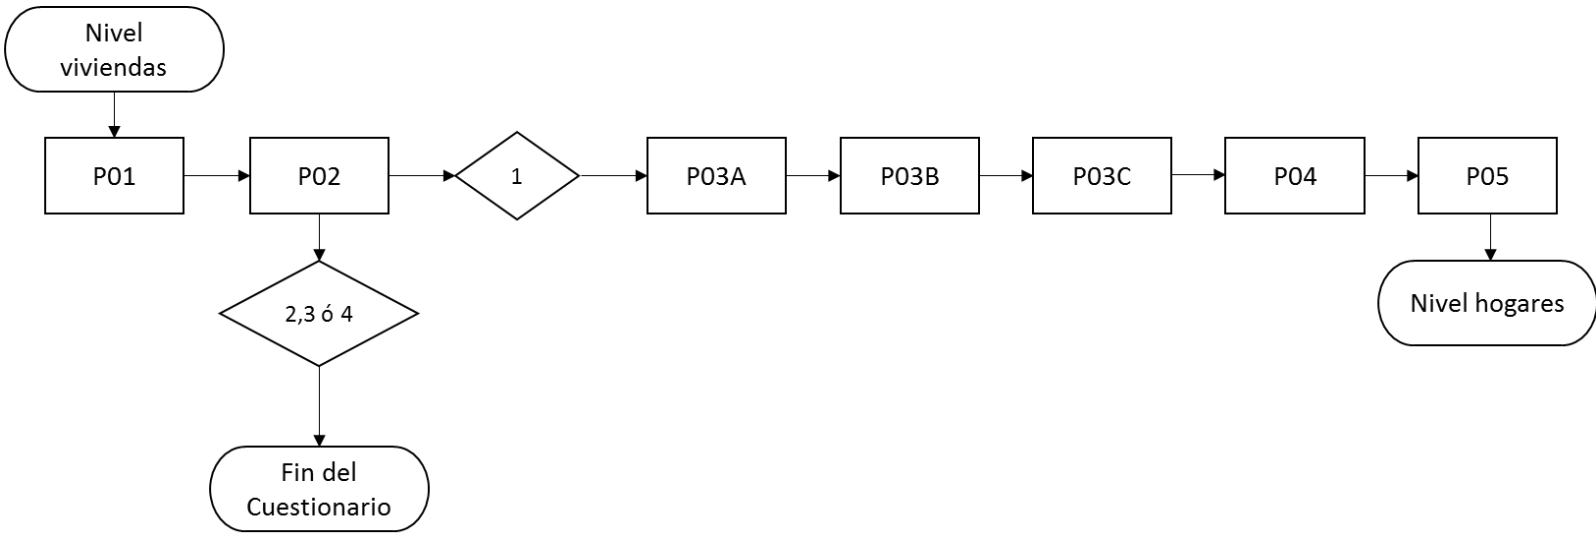 Nivel
viviendas
P01
P02
1
P03A
P03B
P03C
P04
P05
2,3 ó 4
Nivel hogares
Fin del
Cuestionario